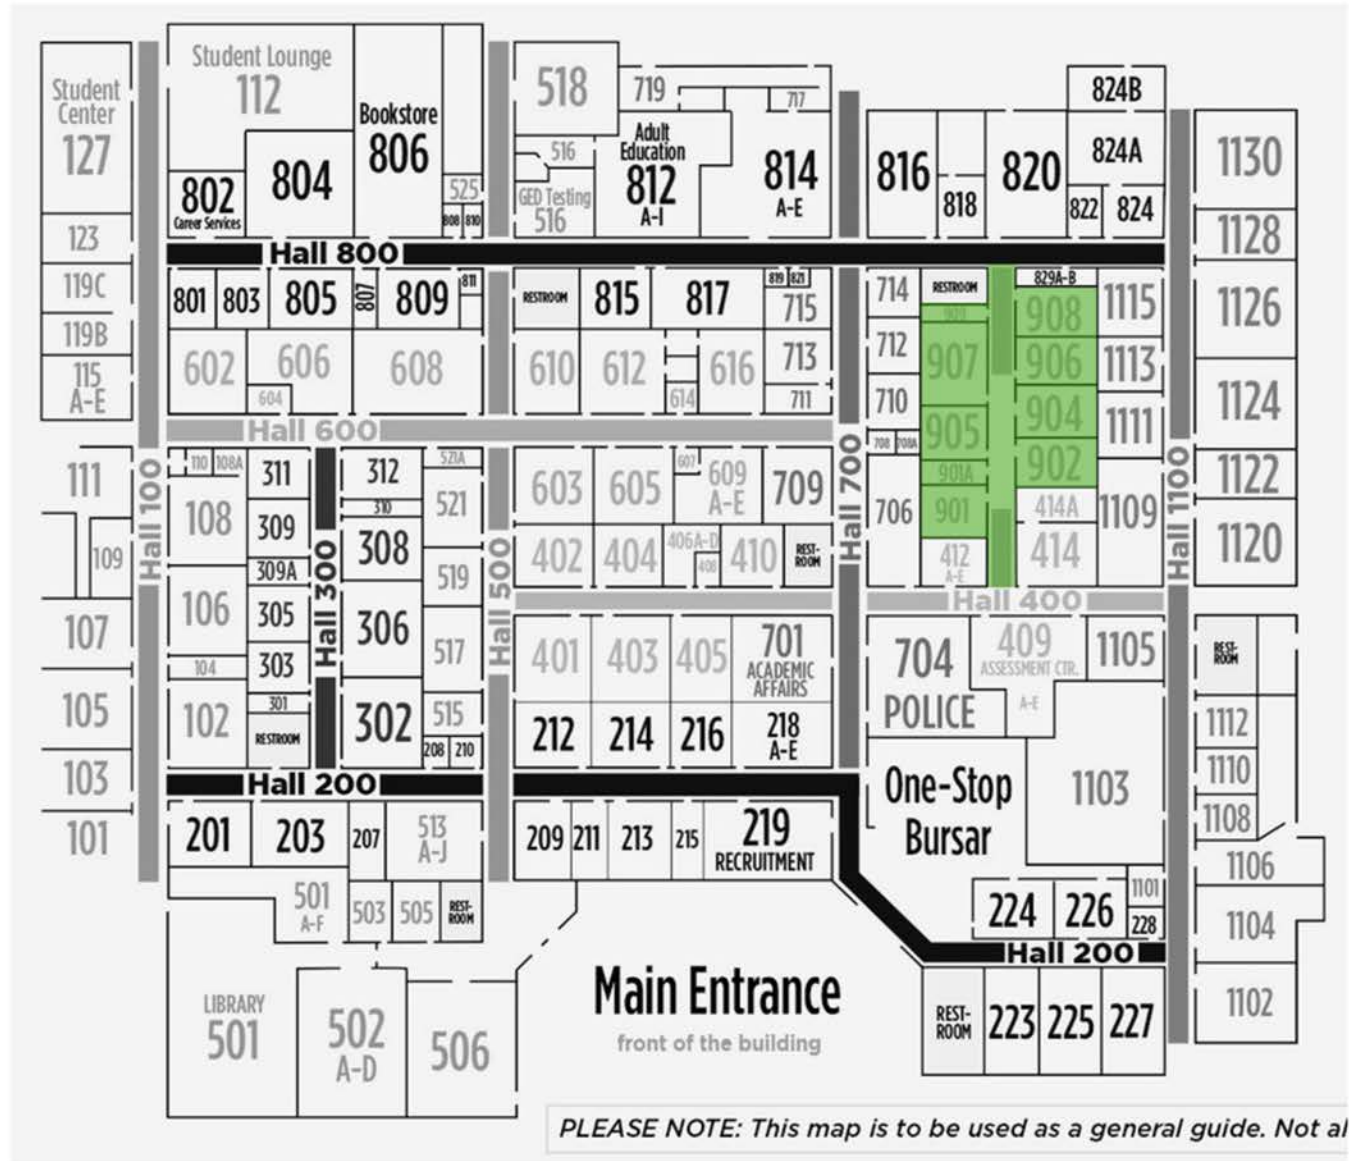 Student Lounge
112
Student
Center
127
Bookstore
806
804
802
Career Services
525
808
810
518
719
717
516
GED Testing
516
Adult
Education
812
A-I
814
A-E
816
818
820
824B
824A
822
824
1130
1128
123
Hall 800
119C
119B
115
A-E
801
803
805
807
809
811
RESTROOM
815
817
819
821
715
714
RESTROOM
829A-B
908
1115
1126
602
606
604
608
610
612
614
616
713
711
712
710
708
708A
907
905
901A
901
906
904
902
1113
1111
1124
Hall 600
111
109
Hall 100
110
108A
108
106
104
102
311
309
309A
305
303
301
RESTROOM
Hall 300
312
310
308
306
302
521A
521
519
517
515
208
210
Hall 500
603
605
607
609
A-E
709
402
404
406A-D
408
410
REST-
ROOM
Hall 700
706
412
A-E
414A
414
1109
Hall 1100
1122
1120
Hall 400
107
105
103
101
401
403
405
701
ACADEMIC
AFFAIRS
212
214
216
218
A-E
704
POLICE
409
ASSESSMENT CTR.
A-E
1105
REST-
ROOM
1112
1110
1108
1106
1104
1102
Hall 200
One-Stop
Bursar
1103
201
203
207
513
A-J
209
211
213
215
219
RECRUITMENT
501
A-F
503
505
REST-
ROOM
224
226
1101
228
Hall 200
LIBRARY
501
502
A-D
506
Main Entrance
front of the building
REST-
ROOM
223
225
227
PLEASE NOTE: This map is to be used as a general guide. Not al